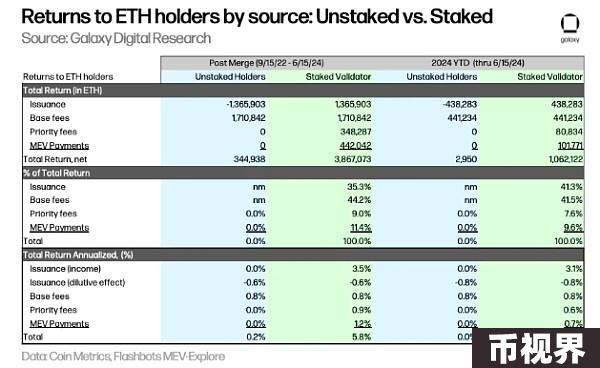 Returns to ETH holders by source: Unstaked vs. Staked
Source: Galaxy Digital Research
galaxy
Post Merge (9/15/22 - 6/15/24) 2024 YTD (thru 6/15/24)
Returns to ETH holders Unstaked Holders Staked Validator Unstaked Holders Staked Validator
Total Return (in ETH)
Issuance -1,365,903 1,365,903 -438,283 438,283
Base fees 1,710,842 1,710,842 441,234 441,234
Priority fees 0 348,287 0 80,834
MEV Payments 0 442,042 0 101,771
Total Return, net 344,938 3,867,073 2,950 1,062,122
% of Total Return
Issuance nm 35.3% nm 41.3%
Base fees nm 44.2% nm 41.5%
Priority fees 0.0% 9.0% 0.0% 7.6%
MEV Payments 0.0% 11.4% 0.0% 9.6%
Total 0.0% 100.0% 0.0% 100.0%
Total Return Annualized, (%)
Issuance (income) 0.0% 3.5% 0.0% 3.1%
Issuance (dilutive effect) -0.6% -0.6% -0.8% -0.8%
Base fees 0.8% 0.8% 0.8% 0.8%
Priority fees 0.0% 0.9% 0.0% 0.6%
MEV Payments 0.0% 1.2% 0.0% 0.7%
Total 0.2% 5.8%
Data: Coin Metrics, Flashbots MEV-Explore
币视界